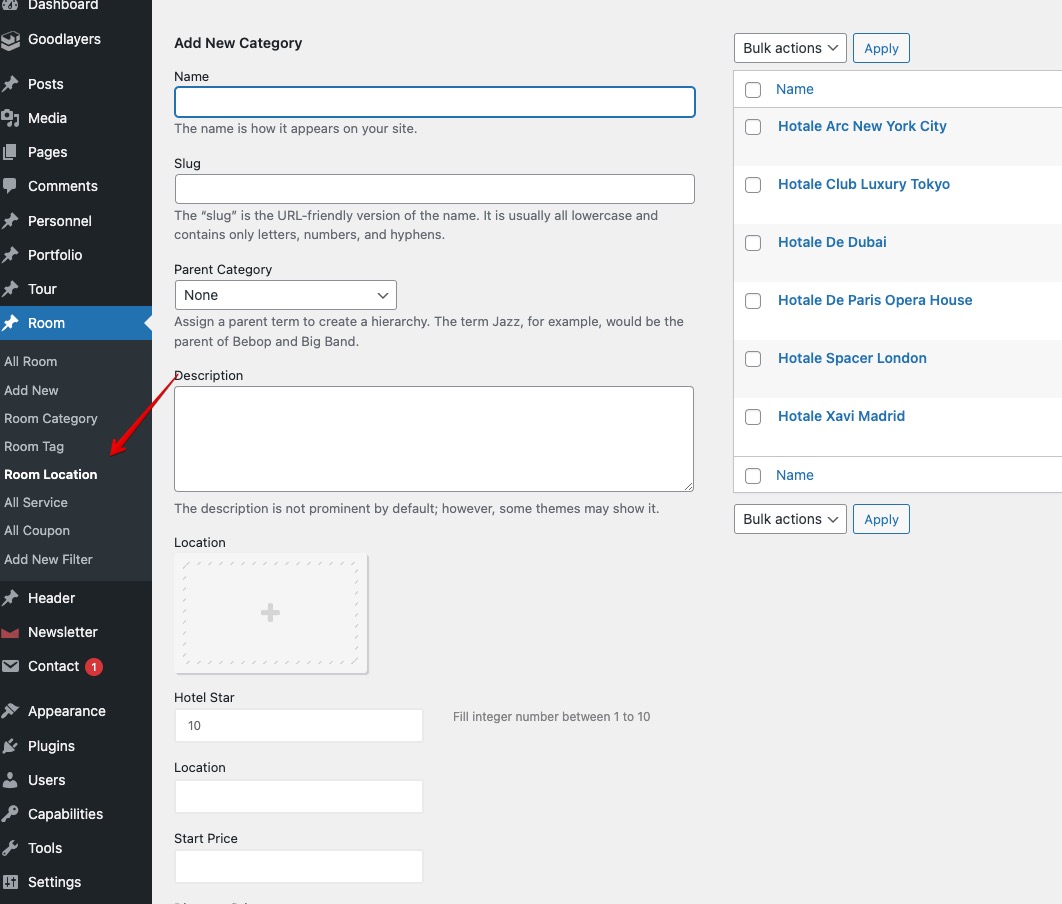 Dashboard
Goodlayers
Posts
Media
Pages
Comments
Personnel
Portfolio
Tour
Room
All Room
Add New
Room Category
Room Tag
Room Location
All Service
All Coupon
Add New Filter
Header
Newsletter
Contact 1
Appearance
Plugins
Users
Capabilities
Tools
Settings
Add New Category
Name
The name is how it appears on your site.
Slug
The “slug” is the URL-friendly version of the name. It is usually all lowercase and
contains only letters, numbers, and hyphens.
Parent Category
None
Assign a parent term to create a hierarchy. The term Jazz, for example, would be the
parent of Bebop and Big Band.
Description
The description is not prominent by default; however, some themes may show it.
Location
Hotel Star
10
Fill integer number between 1 to 10
Location
Start Price
Bulk actions
Apply
Name
Hotale Arc New York City
Hotale Club Luxury Tokyo
Hotale De Dubai
Hotale De Paris Opera House
Hotale Spacer London
Hotale Xavi Madrid
Name
Bulk actions
Apply